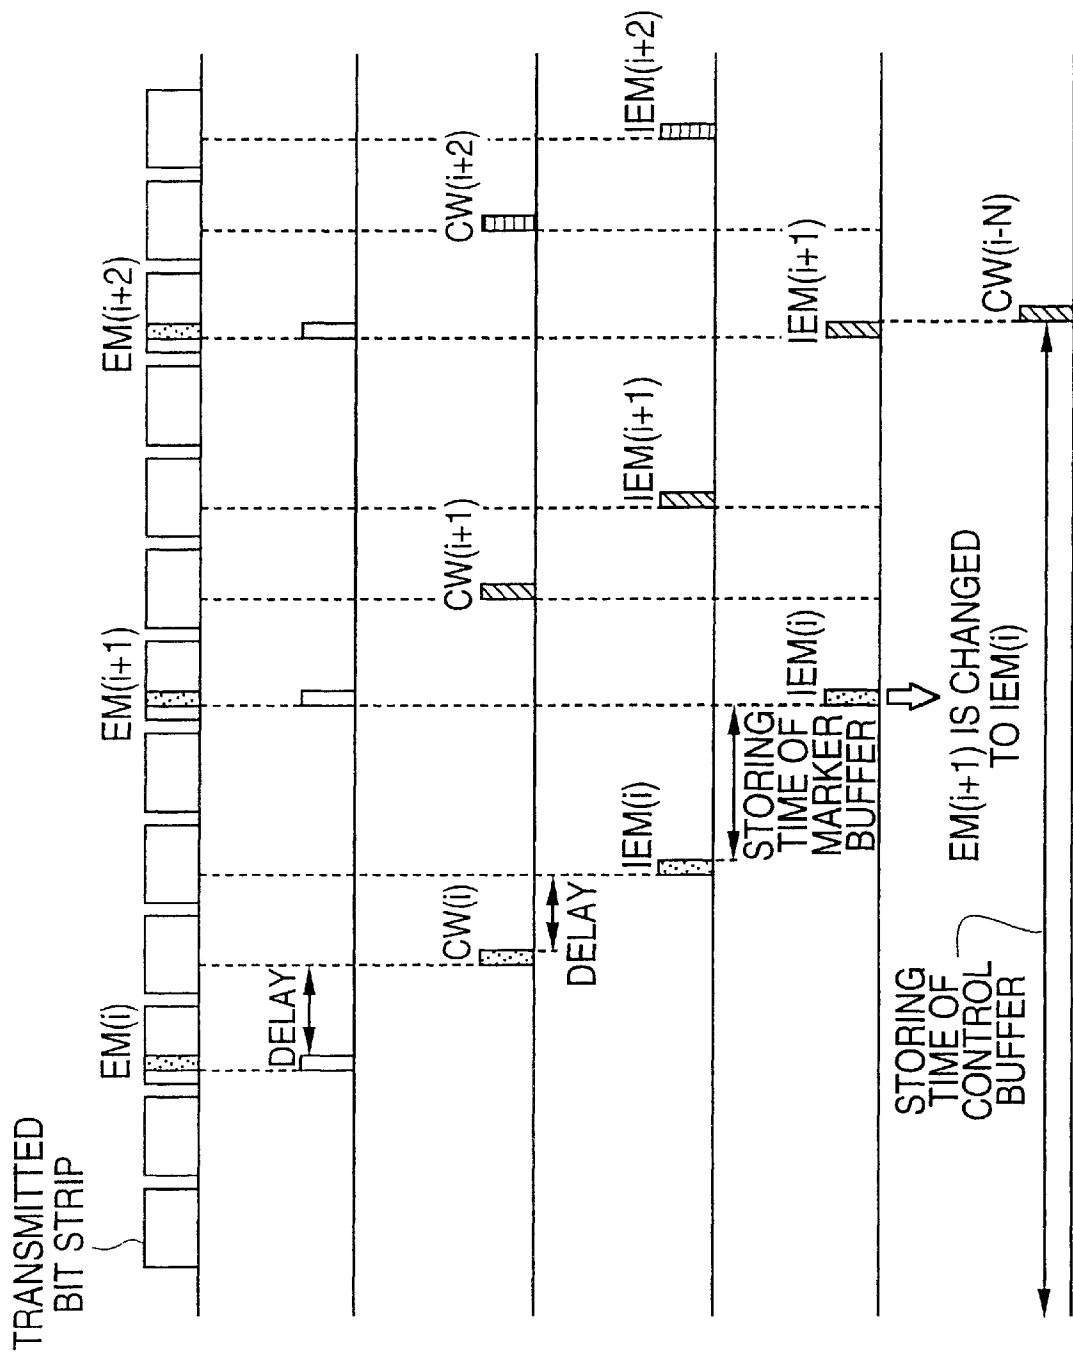 TRANSMITTED
BIT STRIP
EM(i)
EM(i+1)
EM(i+2)
DELAY
CW(i)
CW(i+1)
CW(i+2)
DELAY
IEM(i)
IEM(i+1)
IEM(i+2)
STORING
TIME OF
MARKER
BUFFER
IEM(i)
IEM(i+1)
EM(i+1) IS CHANGED
TO IEM(i)
STORING
TIME OF
CONTROL
BUFFER
CW(i-N)